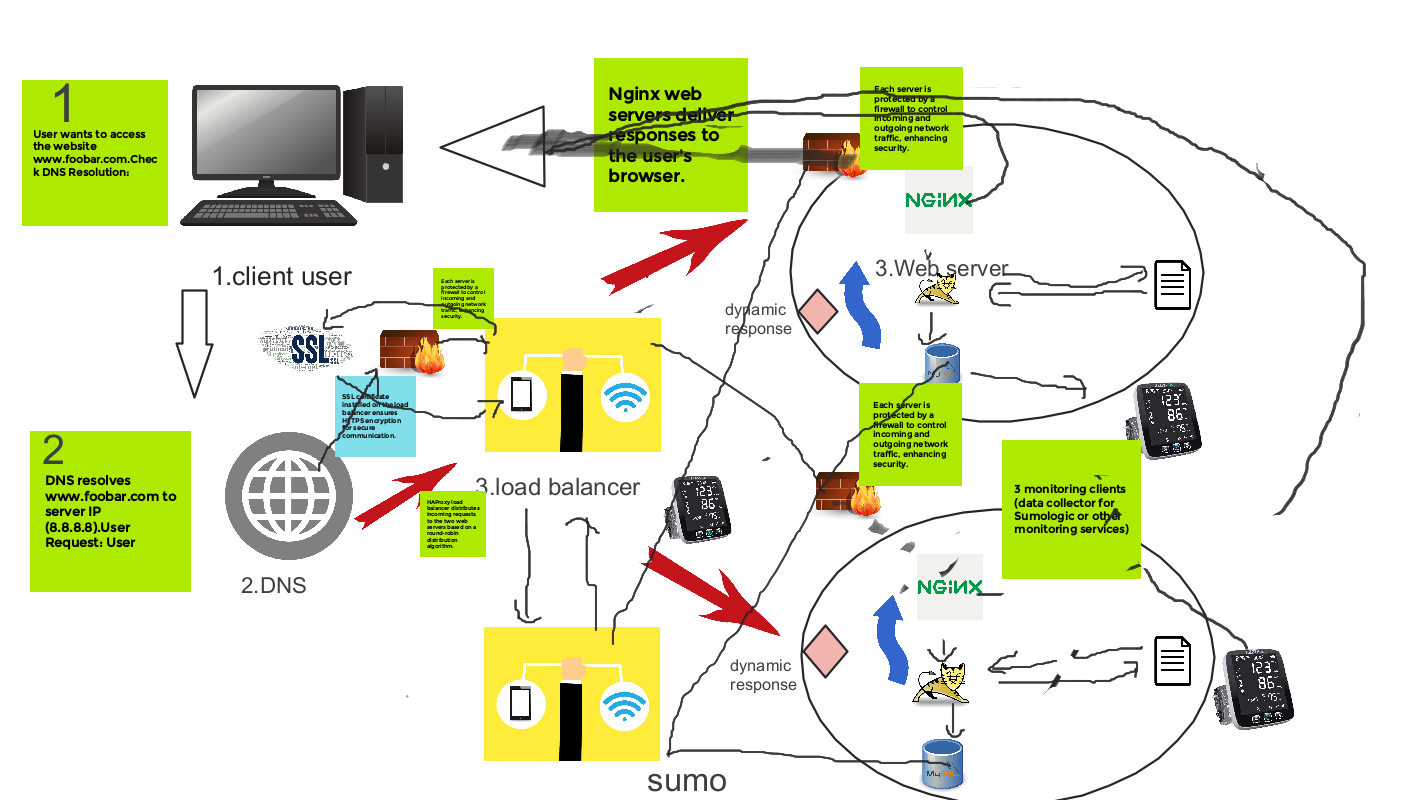 1
User wants to access
the website
www.foobar.com.Chec
k DNS Resolution:
1.client user
Nginx web
servers deliver
responses to
the user's
browser.
Each server is
protected by a
firewall to control
incoming and
outgoing network
traffic, enhancing
security.
NGiNX
3.Web server
dynamic
response
Each server is
protected by a
firewall to control
incoming and
outgoing network
traffic, enhancing
security.
SSL
SSL certificate
installed on the load
balancer ensures
HTTPS encryption
for secure
communication.
2
DNS resolves
www.foobar.com to
server IP
(8.8.8.8).User
Request: User
2.DNS
3.load balancer
HAProxy load
balancer distributes
incoming requests
to the two web
servers based on a
round-robin
distribution
algorithm.
123
86
Each server is
protected by a
firewall to control
incoming and
outgoing network
traffic, enhancing
security.
123
86
3 monitoring clients
(data collector for
Sumologic or other
monitoring services)
NGiNX
dynamic
response
123
86
sumo